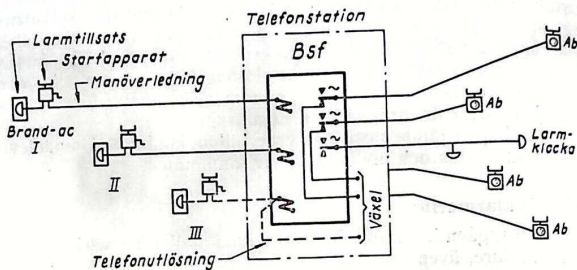 Telefonstation
Larmtillsats
Startapparat
Manöverledning
Bsf
Ab
Ab
Brand-ac
I
II
Larm-
klocka
Ab
III
Växel
Ab
Telefonutlösning